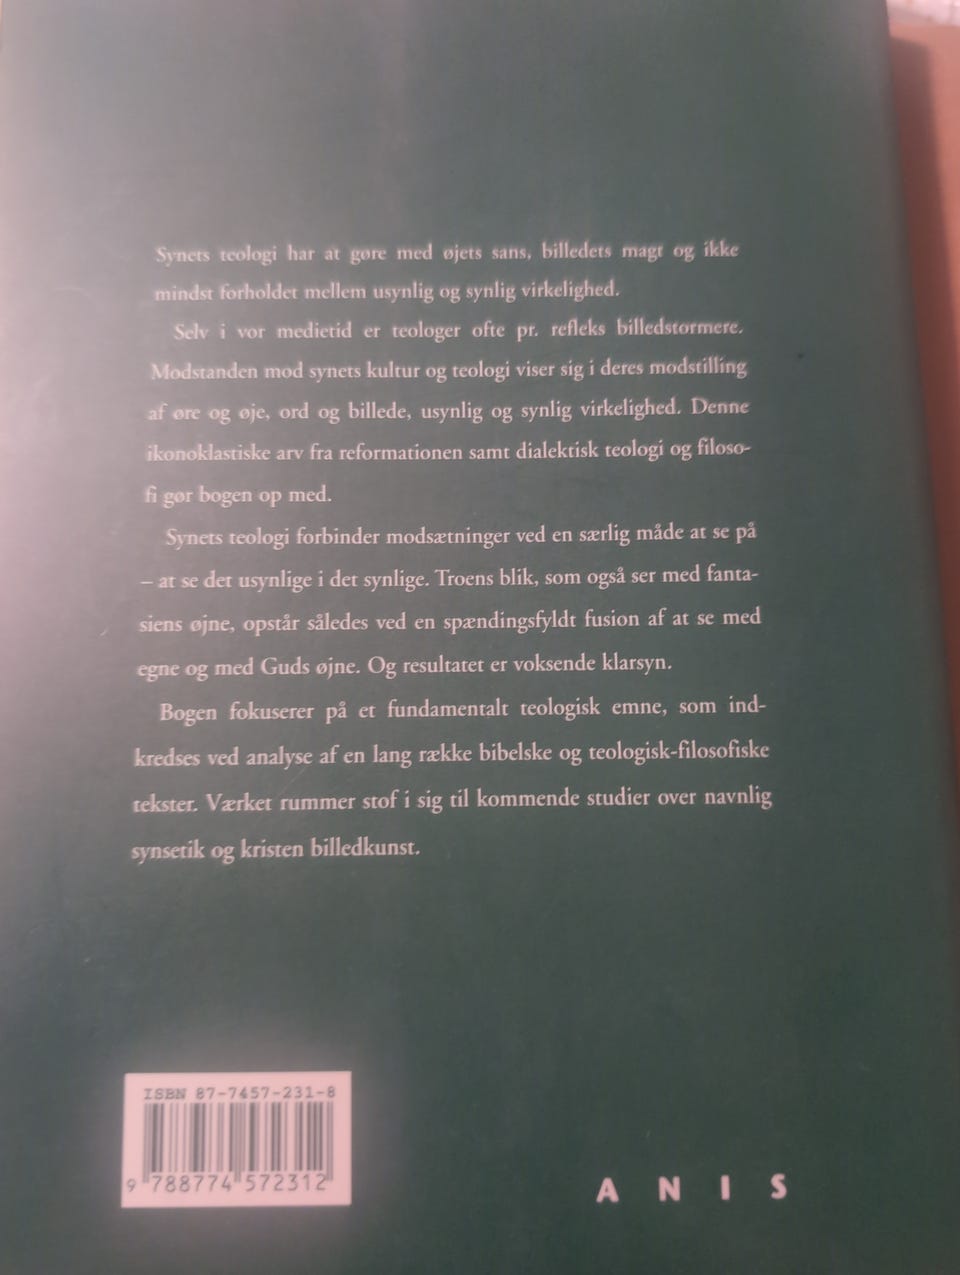 Synets teologi har at gøre med øjets sans, billedets magt og ikke
mindst forholdet mellem usynlig og synlig virkelighed.
Selv i vor medietid er teologer ofte pr. refleks billedstormere.
Modstanden mod synets kultur og teologi viser sig i deres modstilling
af øre og øje, ord og billede, usynlig og synlig virkelighed. Denne
ikonoklastiske arv fra reformationen samt dialektisk teologi og filoso-
fi gør bogen op med.
Synets teologi forbinder modsætninger ved en særlig måde at se på
– at se det usynlige i det synlige. Troens blik, som også ser med fanta-
siens øjne, opstår således ved en spændingsfyldt fusion af at se med
egne og med Guds øjne. Og resultatet er voksende klarsyn.
Bogen fokuserer på et fundamentalt teologisk emne, som ind-
kredses ved analyse af en lang række bibelske og teologisk-filosofiske
tekster. Værket rummer stof i sig til kommende studier over navnlig
synsetik og kristen billedkunst.
ISBN 87-7457-231-8
9 788774 572312
ANIS